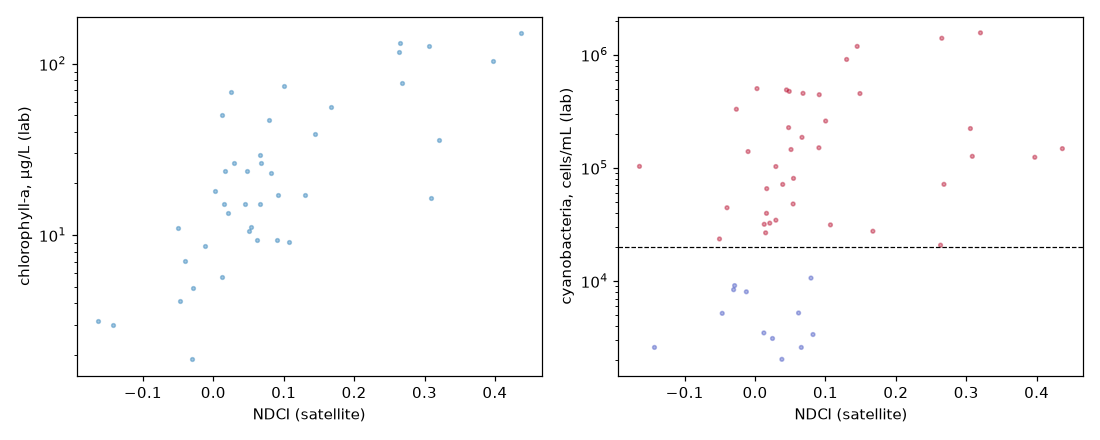 chlorophyll-a, µg/L (lab)
10²
10¹
−0.1 0.0 0.1 0.2 0.3 0.4
NDCI (satellite)
cyanobacteria, cells/mL (lab)
10⁶
10⁵
10⁴
−0.1 0.0 0.1 0.2 0.3 0.4
NDCI (satellite)